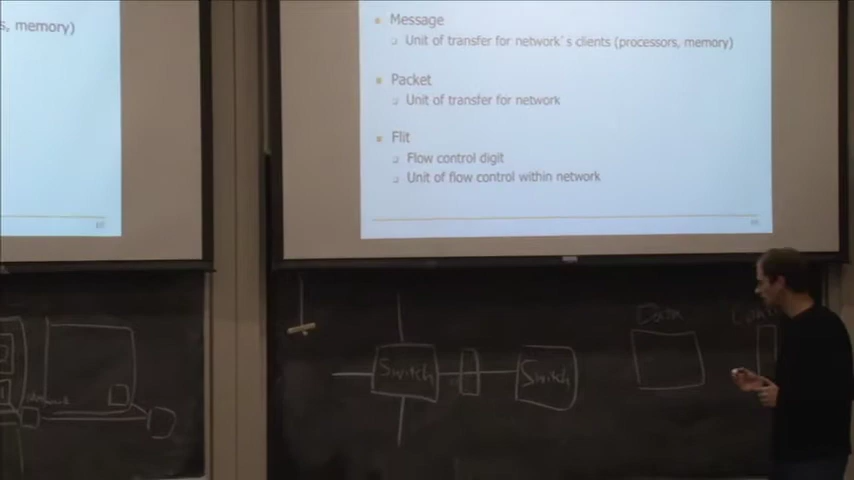 s, memory)
Message
Unit of transfer for network´s clients (processors, memory)
Packet
Unit of transfer for network
Flit
Flow control digit
Unit of flow control within network
Switch
Switch
Data